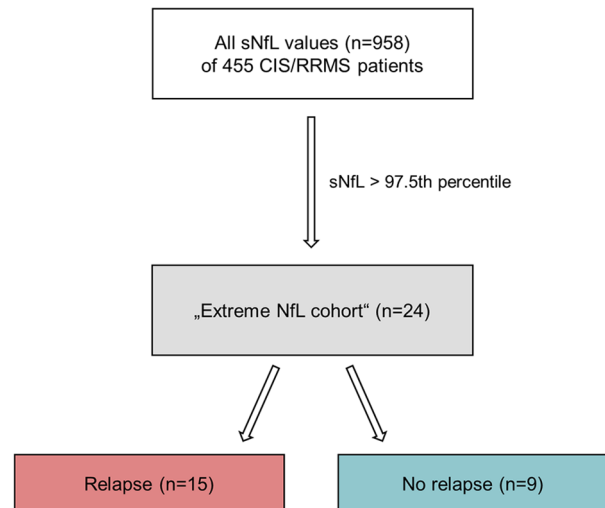 All sNfL values (n=958)
of 455 CIS/RRMS patients
sNfL > 97.5th percentile
„Extreme NfL cohort“ (n=24)
Relapse (n=15)
No relapse (n=9)